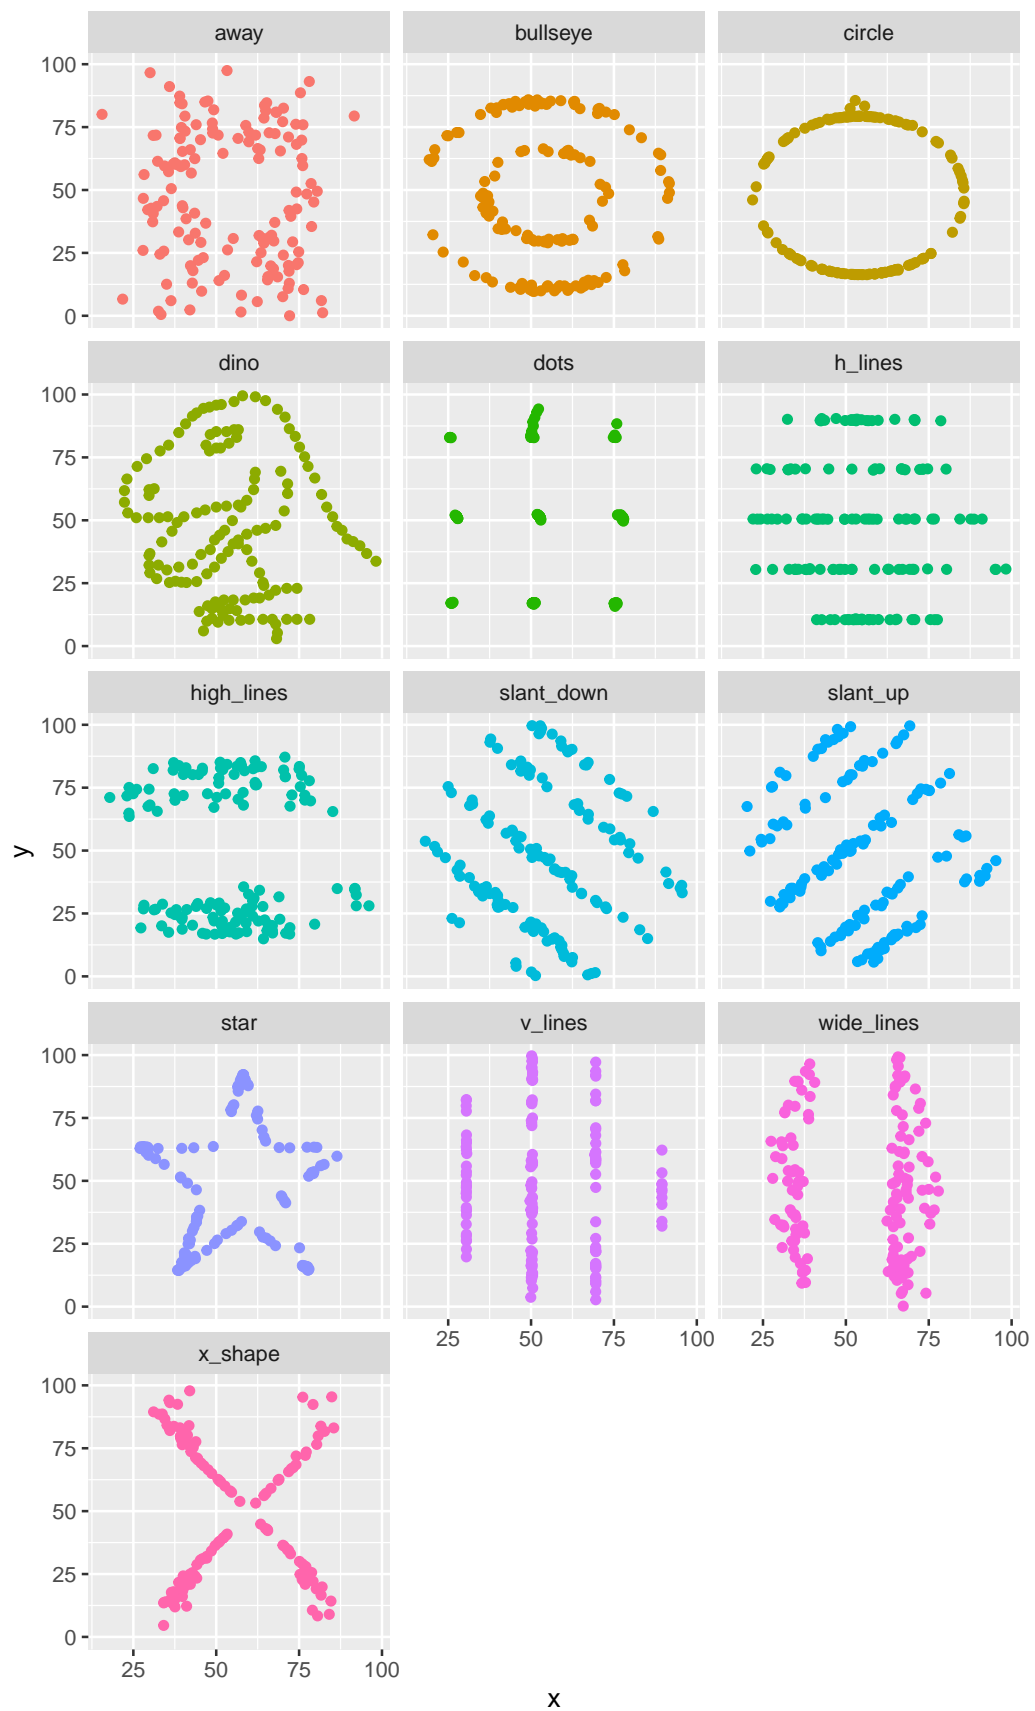 away bullseye circle
100
75
50
25
0
dino dots h_lines
100
75
50
25
0
high_lines slant_down slant_up
100
75
50
25
0
y
star v_lines wide_lines
100
75
50
25
0
25 50 75 100 25 50 75 100
x_shape
100
75
50
25
0
25 50 75 100
x